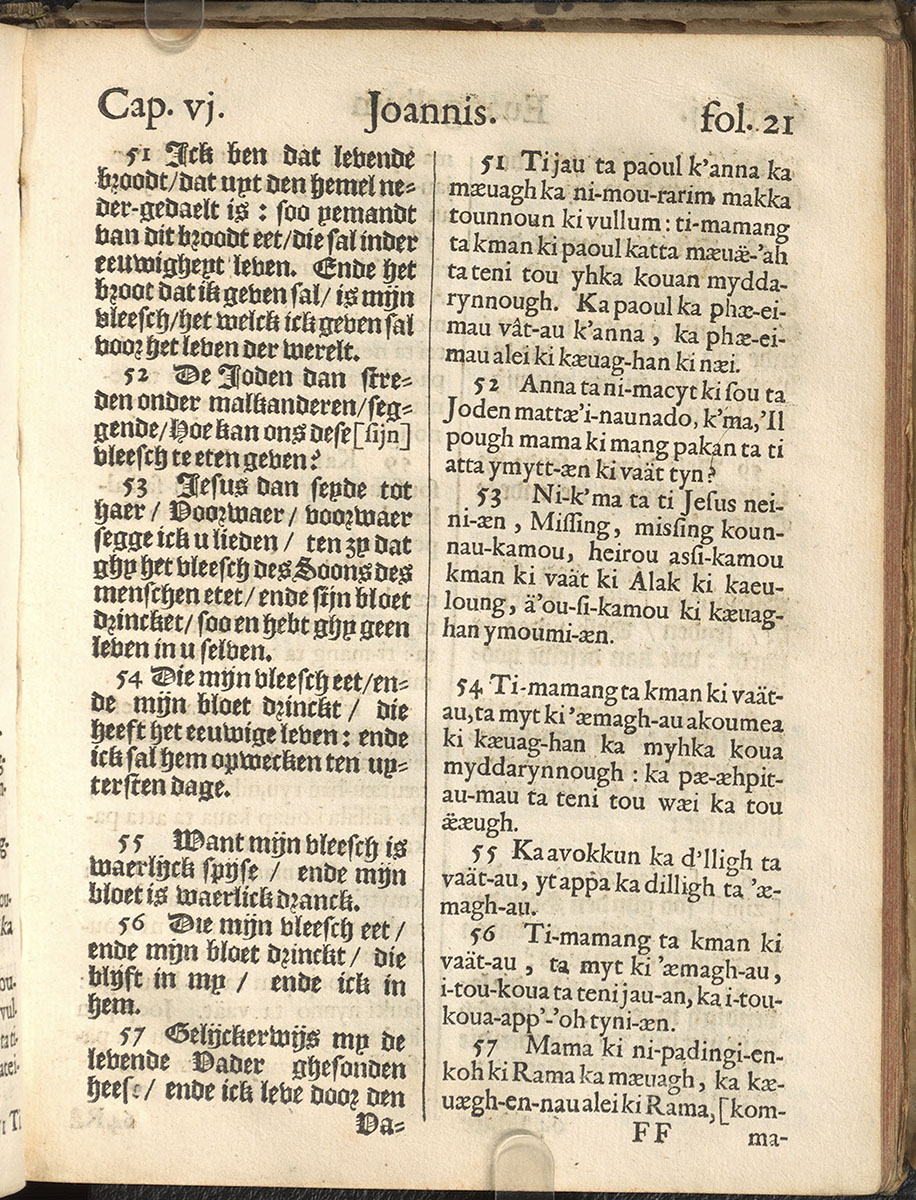 Cap. vj. Joannis. fol. 21
51 Ick ben dat levende
broodt/dat uyt den hemel ne-
der-gedaelt is : soo yemandt
van dit broodt eet/die sal inder
eeuwigheyt leven. Ende het
broot dat ik geven sal/ is mijn
vleesch/het welck ick geven sal
voor het leven der werelt.
52 De Joden dan stre-
den onder malkanderen/seg-
gende/Hoe kan ons dese [sijn]
vleesch te eten geven?
53 Jesus dan seyde tot
haer / Voorwaer / voorwaer
segge ick u lieden / ten zy dat
ghy het vleesch des Soons des
menschen etet/ ende sijn bloet
drincket/ soo en hebt ghy geen
leven in u selven.
54 Die mijn vleesch eet/en-
de mijn bloet drinckt / die
heeft het eeuwige leven : ende
ick sal hem opwecken ten uy-
tersten dage.
55 Want mijn vleesch is
waerlijck spijse / ende mijn
bloet is waerlick dranck.
56 Die mijn vleesch eet /
ende mijn bloet drinckt / die
blijft in my / ende ick in
hem.
57 Gelijckerwijs my de
levende Vader ghesonden
heeft / ende ick leve door den
Va-
51 Ti jau ta paoul k'anna ka
mæuagh ka ni-mou-rarim makka
tounnoun ki vullum : ti-mamang
ta kman ki paoul katta mæuæ̈-'ah
ta teni tou yhka kouan mydda-
rynnough. Ka paoul ka phæ-ei-
mau vât-au k'anna , ka phæ-ei-
mau alei ki kæuag-han ki næi.
52 Anna ta ni-macyt ki sou ta
Joden mattæ'i-naunado, k'ma,'Il
pough mama ki mang pakan ta ti
atta ymytt-æn ki vaät tyn?
53 Ni-k'ma ta ti Jesus nei-
ni-æn , Missing, missing koun-
nau-kamou, heirou assi-kamou
kman ki vaät ki Alak ki kaeu-
loung, ä'ou-si-kamou ki kæuag-
han ymoumi-æn.
54 Ti-mamang ta kman ki vaät-
au, ta myt ki 'æmagh-au akoumea
ki kæuag-han ka myhka koua
myddarynnough : ka pæ-æhpit-
au-mau ta teni tou wæi ka tou
æ̈æugh.
55 Ka avokkun ka d'lligh ta
vaät-au, yt appa ka dilligh ta 'æ-
magh-au.
56 Ti-mamang ta kman ki
vaät-au , ta myt ki 'æmagh-au ,
i-tou-koua ta teni jau-an, ka i-tou-
koua-app'-'oh tyni-æn.
57 Mama ki ni-padingi-en-
koh ki Rama ka mæuagh , ka kæ-
uægh-en-nau alei ki Rama, [kom-
FF ma-